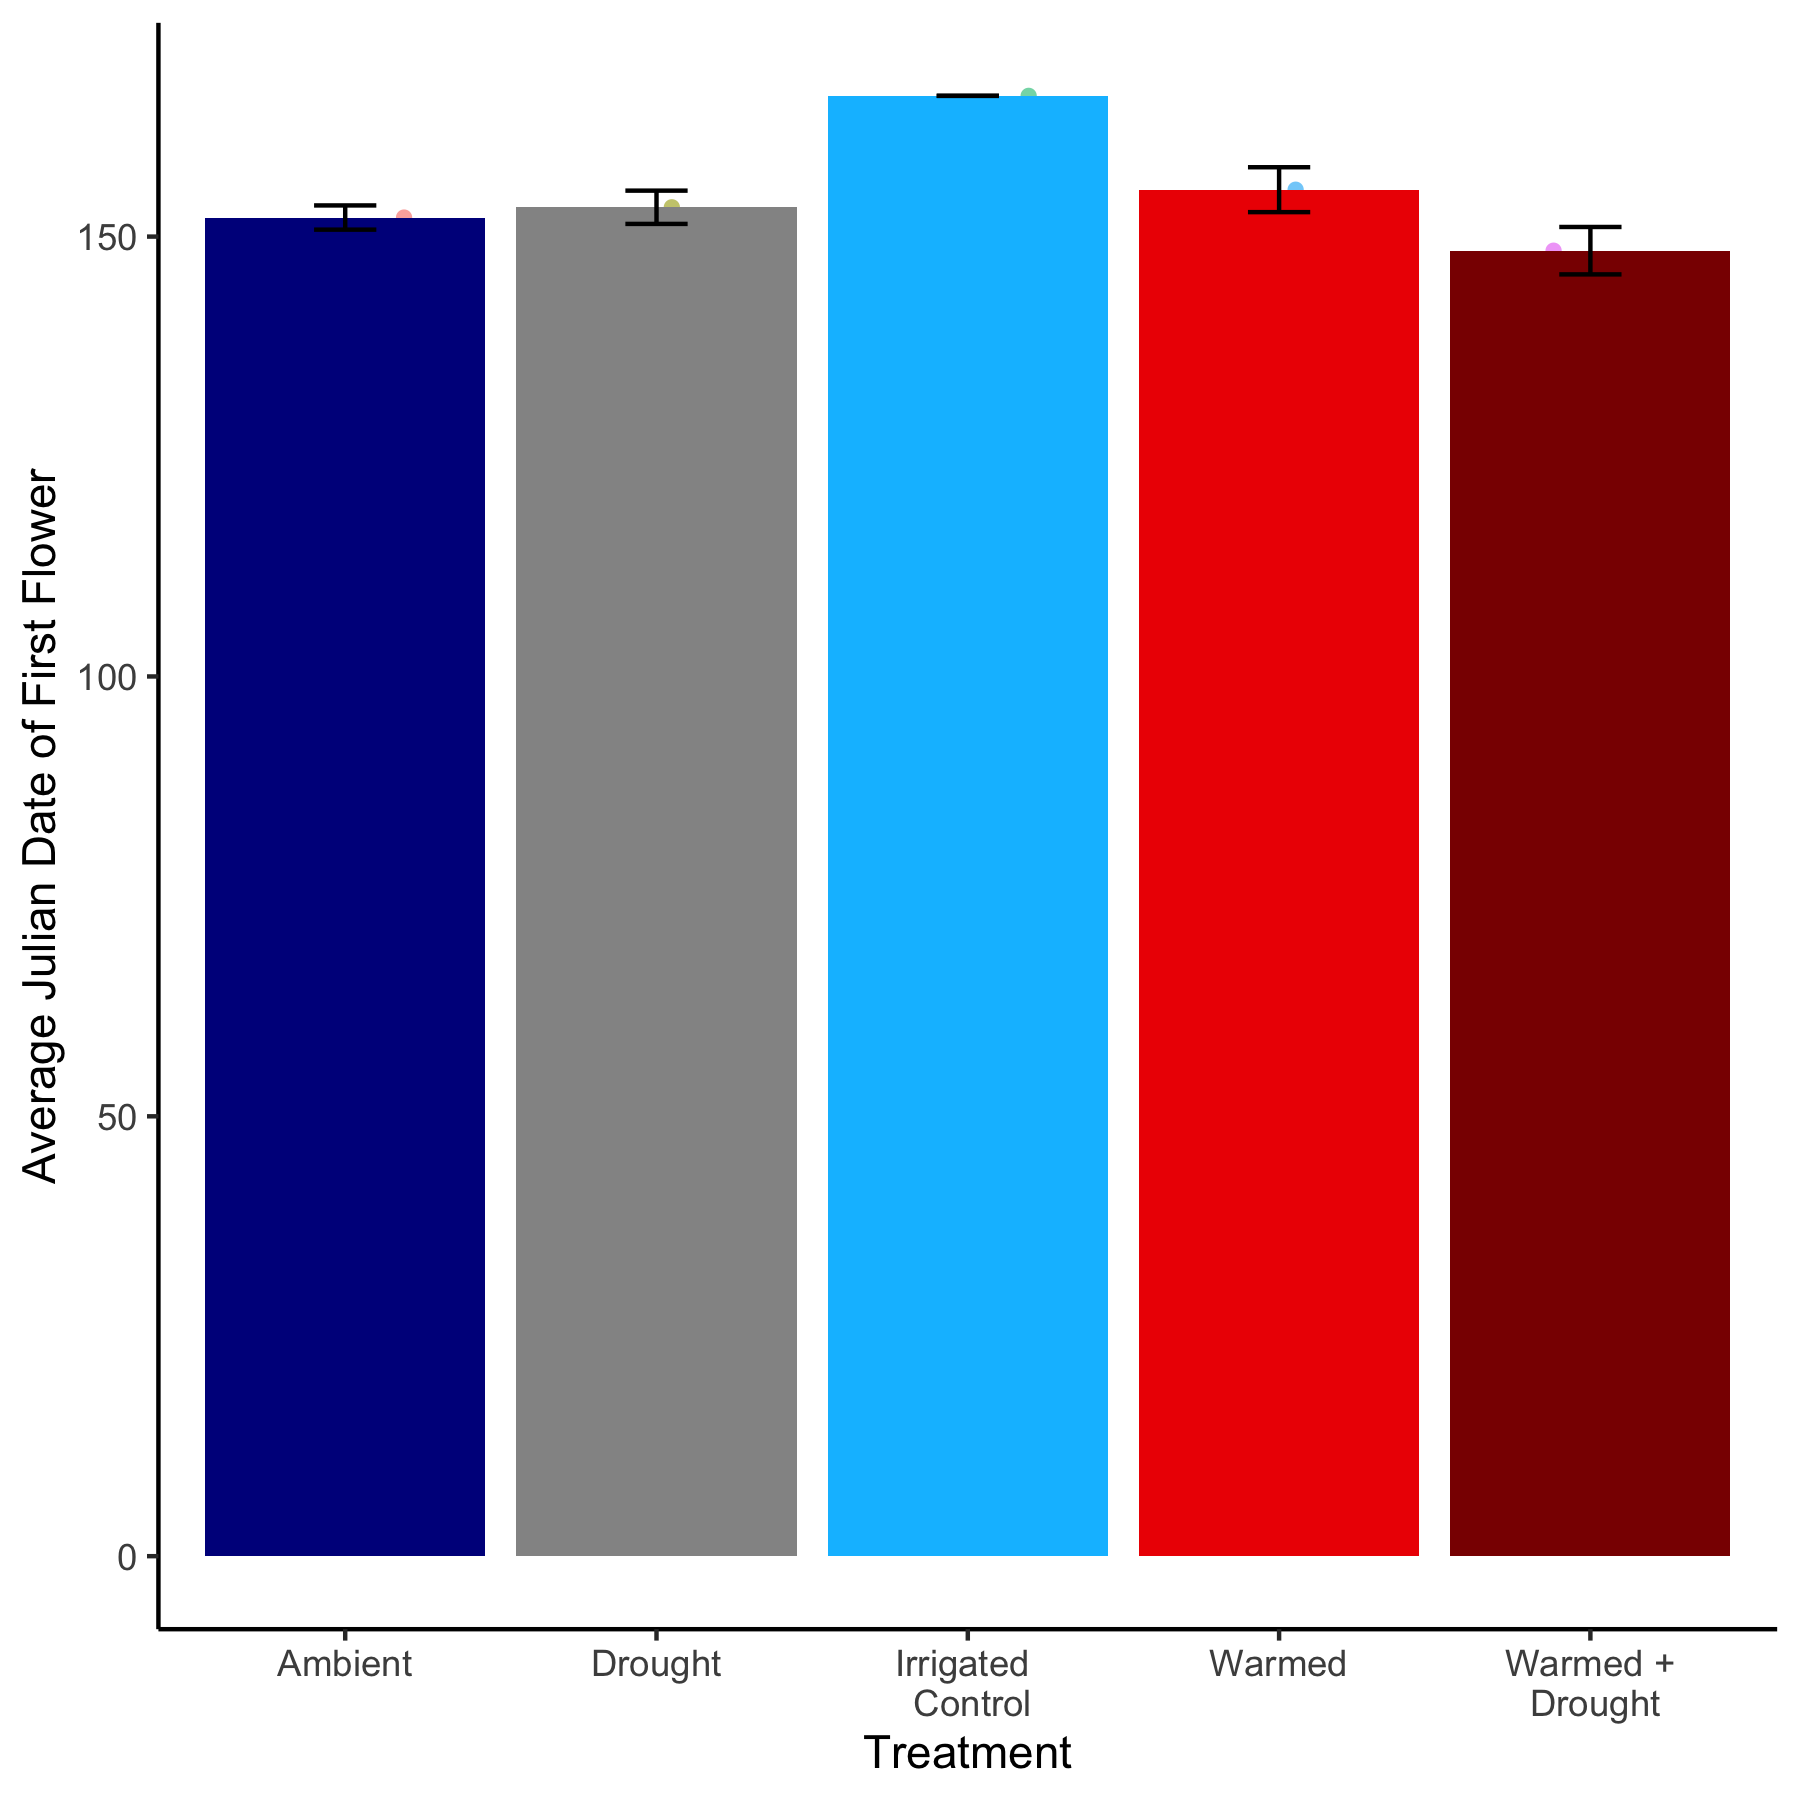 Average Julian Date of First Flower
150
100
50
0
Ambient
Drought
Irrigated
Control
Warmed
Warmed +
Drought
Treatment